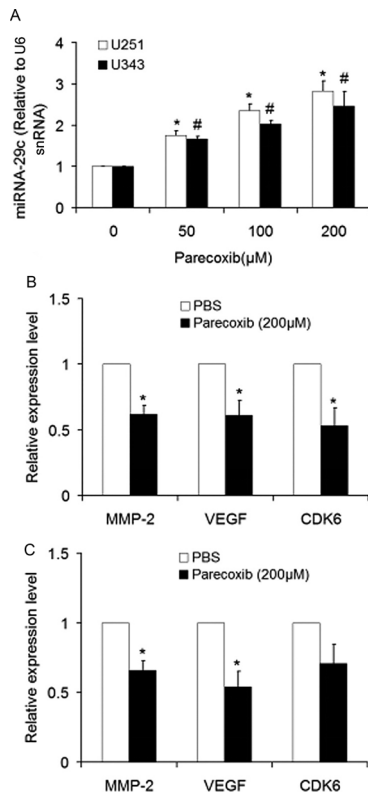 A
miRNA-29c (Relative to U6
snRNA)
U251
U343
4
3
2
1
0
* # * # * #
0 50 100 200
Parecoxib(µM)
B
Relative expression level
PBS
Parecoxib (200µM)
1.5
1
0.5
0
* * *
MMP-2 VEGF CDK6
C
Relative expression level
PBS
Parecoxib (200µM)
1.5
1
0.5
0
* *
MMP-2 VEGF CDK6